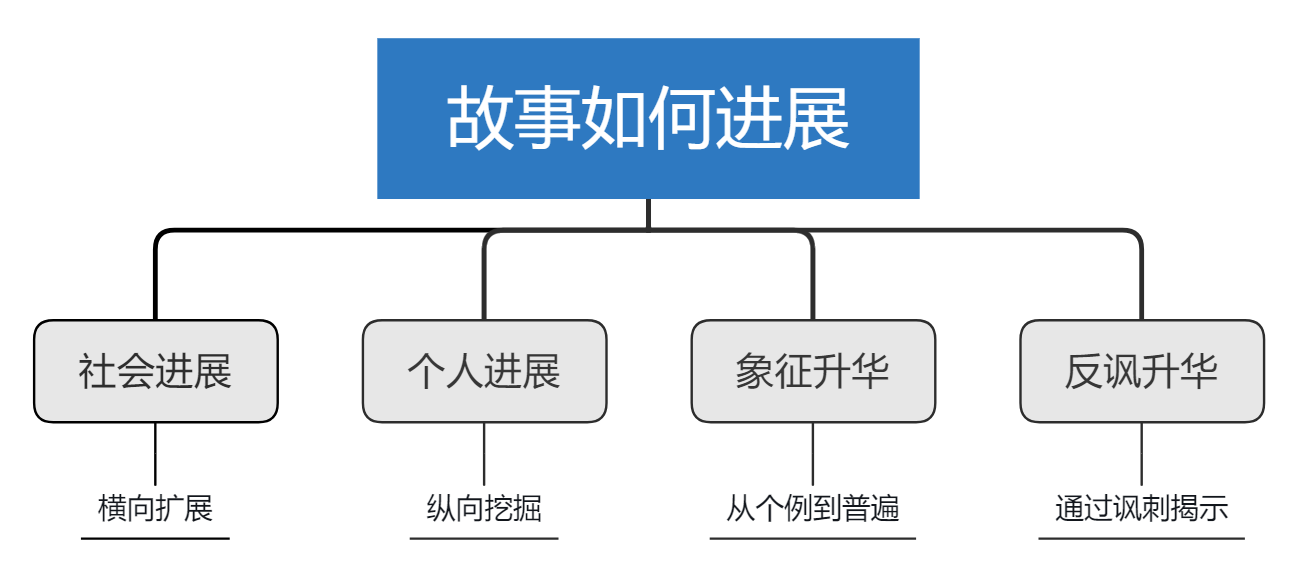 故事如何进展
社会进展
个人进展
象征升华
反讽升华
横向扩展
纵向挖掘
从个例到普遍
通过讽刺揭示